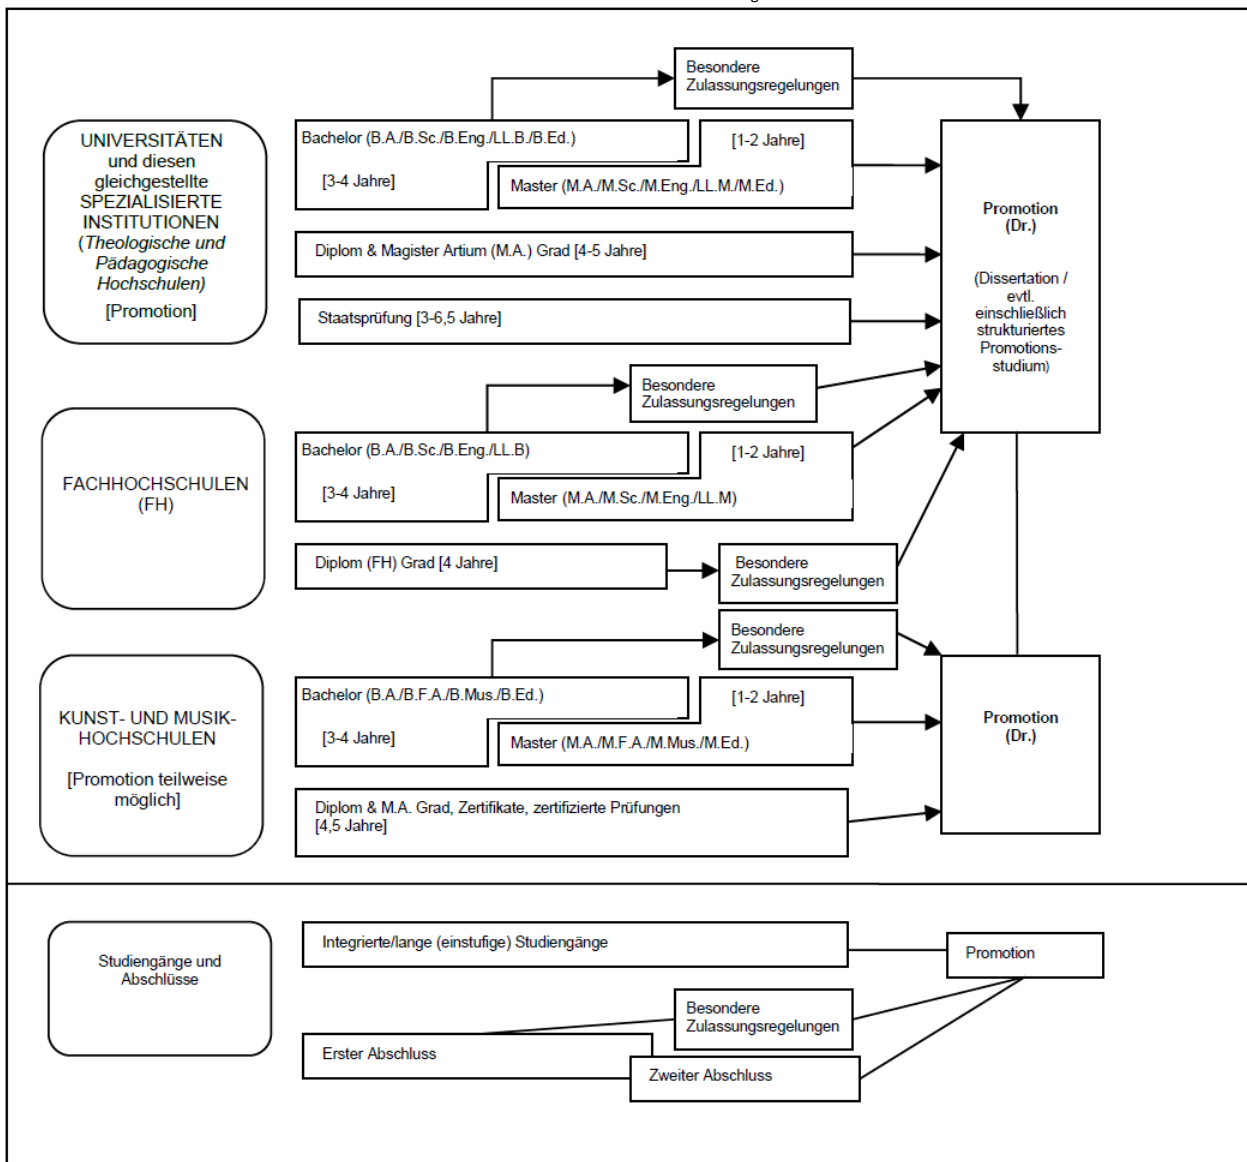 Besondere
Zulassungsregelungen
UNIVERSITÄTEN
und diesen
gleichgestellte
SPEZIALISIERTE
INSTITUTIONEN
(Theologische und
Pädagogische
Hochschulen)
[Promotion]
Bachelor (B.A./B.Sc./B.Eng./LL.B./B.Ed.)
[3-4 Jahre]
[1-2 Jahre]
Master (M.A./M.Sc./M.Eng./LL.M./M.Ed.)
Diplom & Magister Artium (M.A.) Grad [4-5 Jahre]
Staatsprüfung [3-6,5 Jahre]
Promotion
(Dr.)
(Dissertation /
evtl.
einschließlich
strukturiertes
Promotions-
studium)
FACHHOCHSCHULEN
(FH)
Besondere
Zulassungsregelungen
Bachelor (B.A./B.Sc./B.Eng./LL.B)
[3-4 Jahre]
[1-2 Jahre]
Master (M.A./M.Sc./M.Eng./LL.M)
Diplom (FH) Grad [4 Jahre]
Besondere
Zulassungsregelungen
KUNST- UND MUSIK-
HOCHSCHULEN
[Promotion teilweise
möglich]
Besondere
Zulassungsregelungen
Bachelor (B.A./B.F.A./B.Mus./B.Ed.)
[3-4 Jahre]
[1-2 Jahre]
Master (M.A./M.F.A./M.Mus./M.Ed.)
Diplom & M.A. Grad, Zertifikate, zertifizierte Prüfungen
[4,5 Jahre]
Promotion
(Dr.)
Studiengänge und
Abschlüsse
Integrierte/lange (einstufige) Studiengänge
Promotion
Besondere
Zulassungsregelungen
Erster Abschluss
Zweiter Abschluss